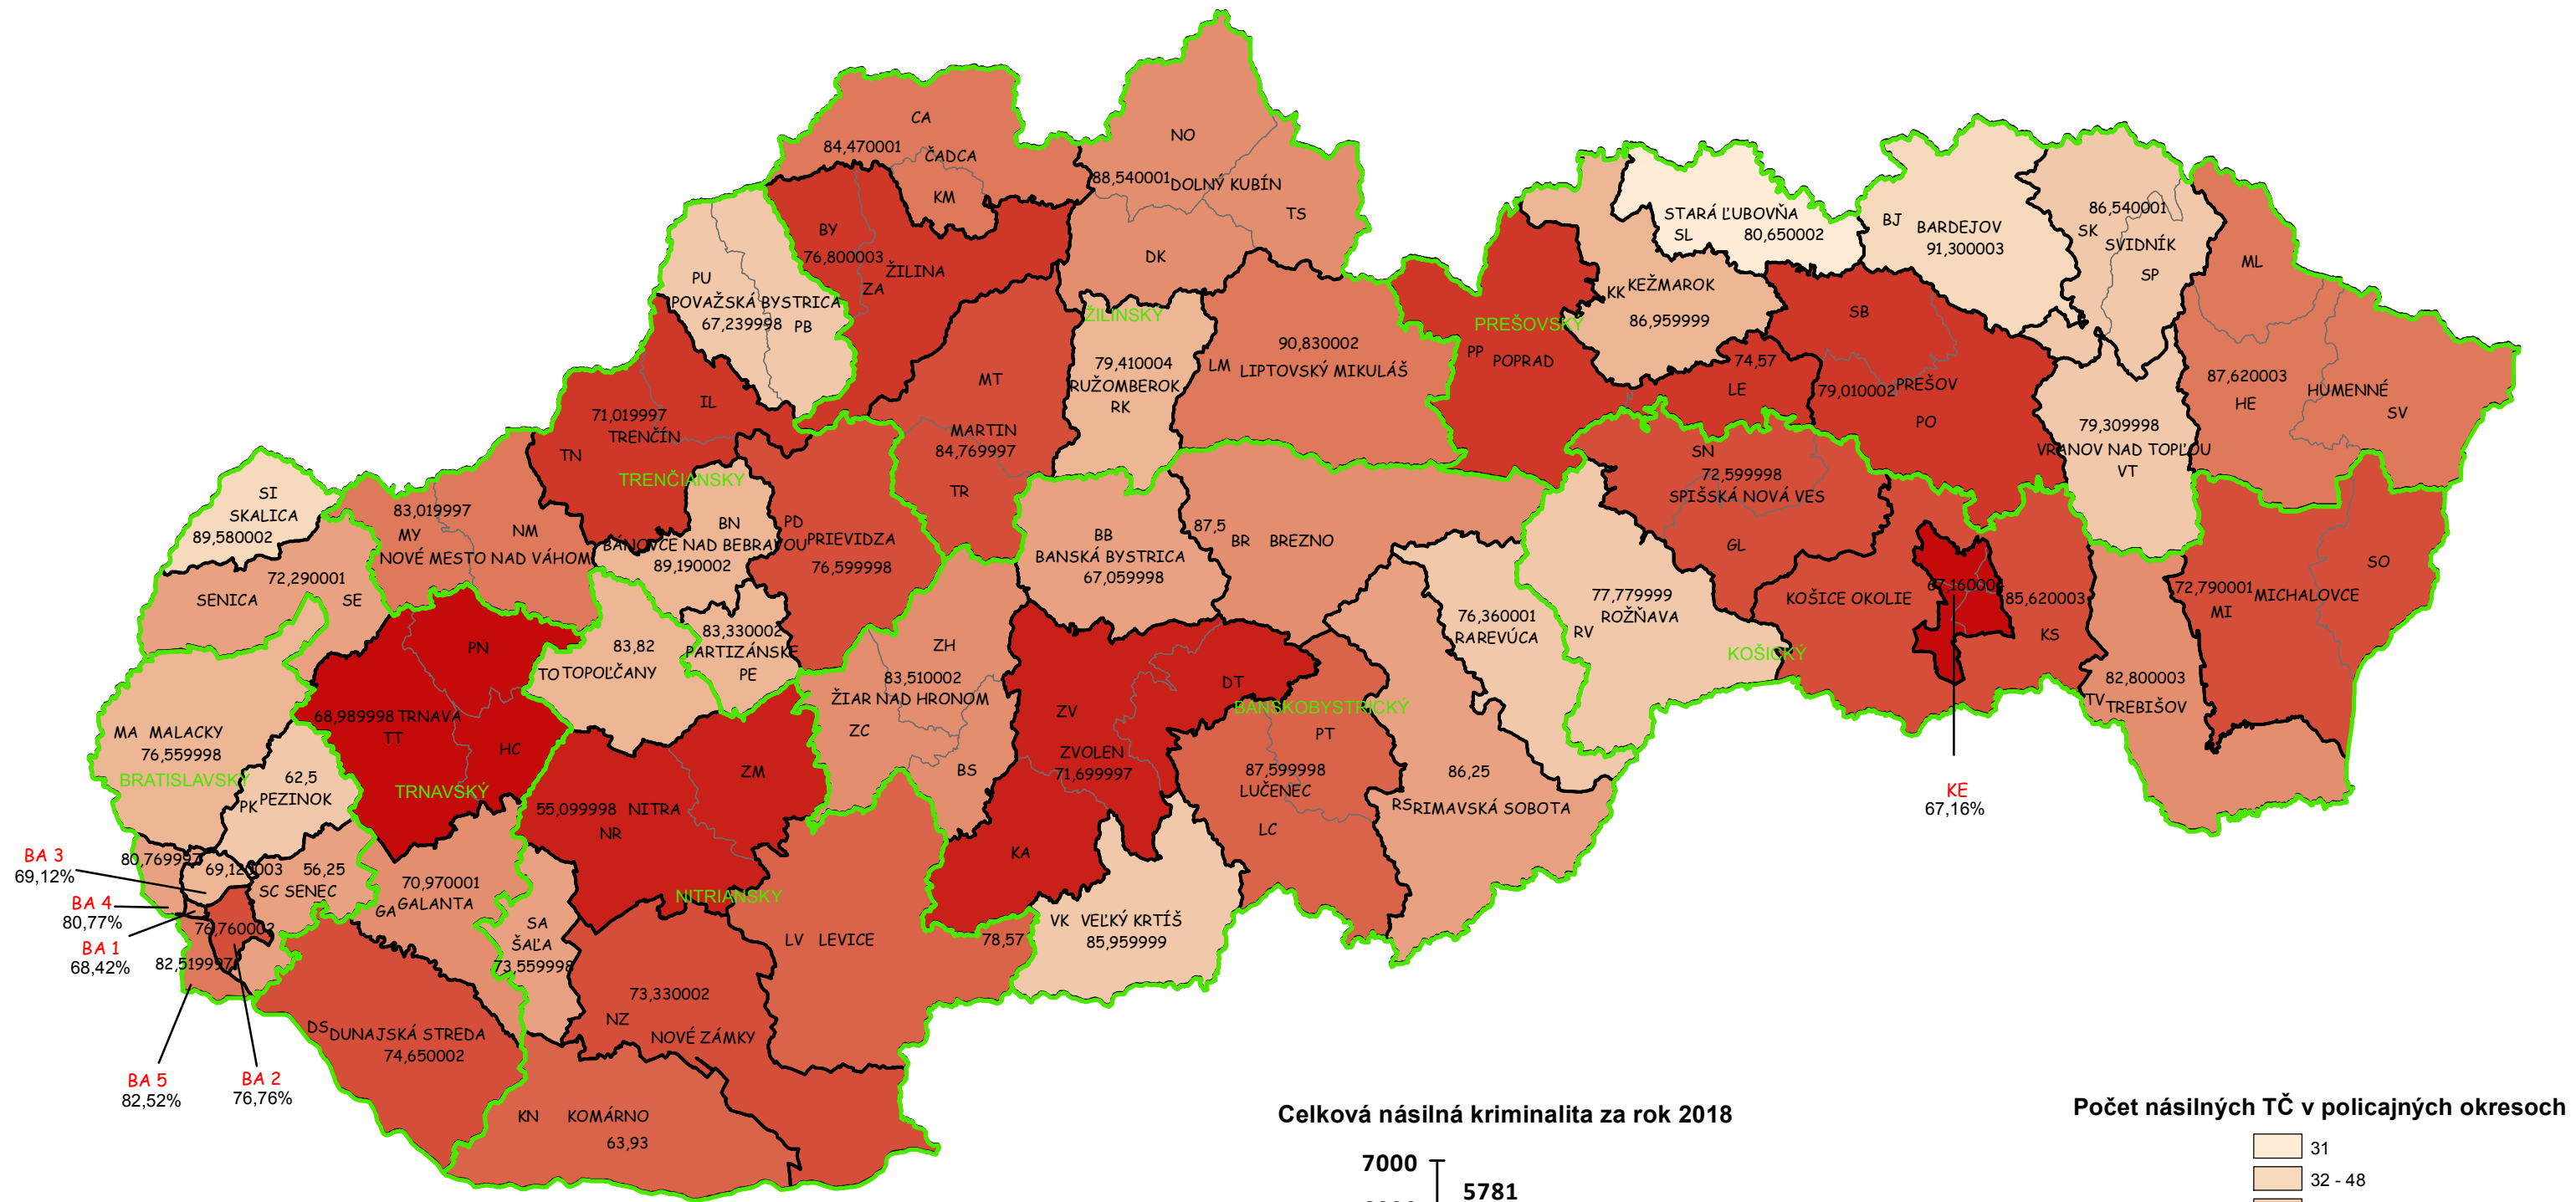 CA
84,470001
ČADCA
KM
NO
88,540001 DOLNÝ KUBÍN
TS
DK
BY
76,800003
ŽILINA
ZA
PU
POVAŽSKÁ BYSTRICA
67,239998 PB
ŽILINSKÝ
79,410004
RUŽOMBEROK
RK
90,830002
LM LIPTOVSKÝ MIKULÁŠ
MT
MARTIN
84,769997
TR
STARÁ ĽUBOVŇA
SL 80,650002
BJ BARDEJOV
91,300003
86,540001
SK
SVIDNÍK
SP
ML
KK KEŽMAROK
86,959999
PREŠOVSKÝ
PP POPRAD
74,57
LE
SB
79,010002 PREŠOV
PO
87,620003
HE
HUMENNÉ
SV
79,309998
VRANOV NAD TOPĽOU
VT
IL
71,019997
TRENČÍN
TN
TRENČIANSKY
SI
SKALICA
89,580002
83,019997
MY
NM
NOVÉ MESTO NAD VÁHOM
BN
BÁNOVCE NAD BEBRAVOU
89,190002
PD
PRIEVIDZA
76,599998
BB
BANSKÁ BYSTRICA
67,059998
87,5
BR BREZNO
SN
72,599998
SPIŠSKÁ NOVÁ VES
GL
72,290001
SENICA SE
PN
83,82
TO TOPOĽČANY
83,330002
PARTIZÁNSKE
PE
ZH
83,510002
ŽIAR NAD HRONOM
ZC
BS
76,360001
RAREVÚCA
77,779999
ROŽŇAVA
RV
KOŠICE OKOLIE
85,620003
KS
KOŠICKÝ
72,790001
MI MICHALOVCE
SO
82,800003
TV TREBIŠOV
68,989998 TRNAVA
TT
HC
TRNAVSKÝ
MA MALACKY
76,559998
BRATISLAVSKÝ
62,5
PEZINOK
PK
DT
ZV
ZVOLEN
71,699997
KA
BANSKOBYSTRICKÝ
PT
87,599998
LUČENEC
LC
86,25
RS RIMAVSKÁ SOBOTA
KE
67,16%
ZM
55,099998 NITRA
NR
NITRIANSKY
BA 3
69,12%
80,769997
69,120003
56,25
SC SENEC
70,970001
GALANTA
GA
BA 4
80,77%
BA 1
68,42%
76,760002
82,519997
SA
ŠAĽA
73,559998
LV LEVICE
78,57
VK VEĽKÝ KRTÍŠ
85,959999
73,330002
NZ
NOVÉ ZÁMKY
DS DUNAJSKÁ STREDA
74,650002
BA 5
82,52%
BA 2
76,76%
KN KOMÁRNO
63,93
Celková násilná kriminalita za rok 2018
7000
5781
Počet násilných TČ v policajných okresoch
31
32 - 48